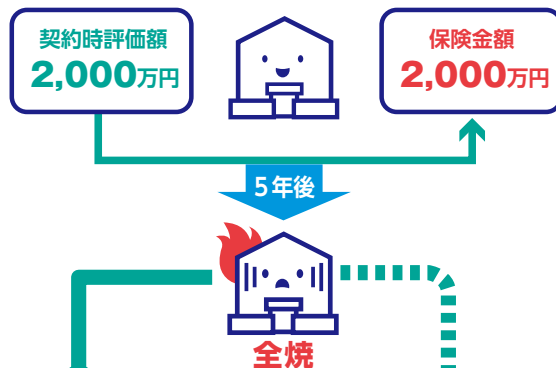 契約時評価額
2,000万円
保険金額
2,000万円
5年後
全焼